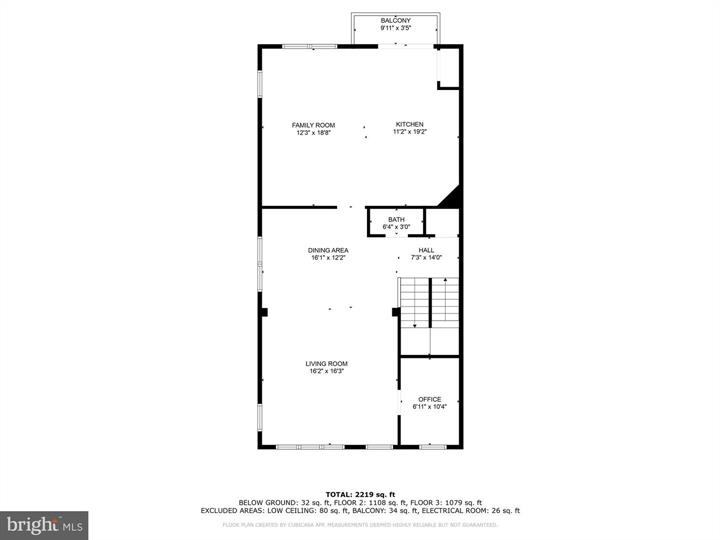 BALCONY
9'11" x 3'5"
FAMILY ROOM
12'3" x 18'8"
KITCHEN
11'2" x 19'2"
BATH
6'4" x 3'0"
DINING AREA
16'1" x 12'2"
HALL
7'3" x 14'0"
LIVING ROOM
16'2" x 16'3"
OFFICE
6'11" x 10'4"
TOTAL: 2219 sq. ft
BELOW GROUND: 32 sq. ft, FLOOR 2: 1108 sq. ft, FLOOR 3: 1079 sq. ft
EXCLUDED AREAS: LOW CEILING: 80 sq. ft, BALCONY: 34 sq. ft, ELECTRICAL ROOM: 26 sq. ft
FLOOR PLAN CREATED BY CUBICASA APP. MEASUREMENTS DEEMED HIGHLY RELIABLE BUT NOT GUARANTEED.
bright MLS